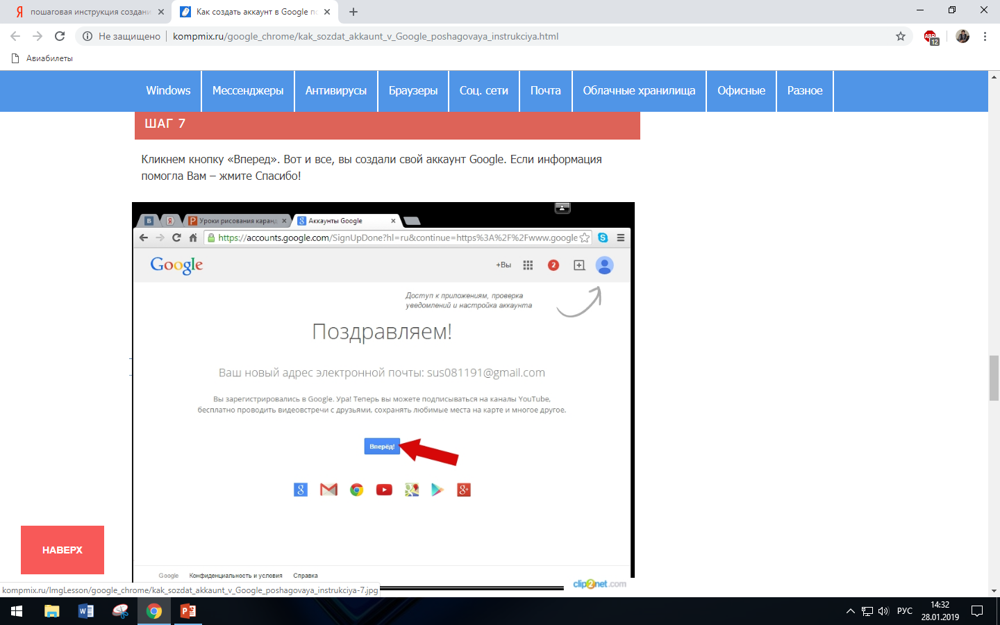 пошаговая инструкция создани
Как создать аккаунт в Google по
Не защищено
kompmix.ru/google_chrome/kak_sozdat_akkaunt_v_Google_poshagovaya_instrukciya.html
ABP
12
Авиабилеты
Windows
Мессенджеры
Антивирусы
Браузеры
Соц. сети
Почта
Облачные хранилища
Офисные
Разное
ШАГ 7
Кликнем кнопку «Вперед». Вот и все, вы создали свой аккаунт Google. Если информация
помогла Вам – жмите Спасибо!
Уроки рисования каранд
Аккаунты Google
https://accounts.google.com/SignUpDone?hl=ru&continue=https%3A%2F%2Fwww.google
Google
+Вы
2
Доступ к приложениям, проверка
уведомлений и настройка аккаунта
Поздравляем!
Ваш новый адрес электронной почты: sus081191@gmail.com
Вы зарегистрировались в Google. Ура! Теперь вы можете подписываться на каналы YouTube,
бесплатно проводить видеовстречи с друзьями, сохранять любимые места на карте и многое другое.
Вперёд!
НАВЕРХ
Google
Конфиденциальность и условия
Справка
clip2net.com
kompmix.ru/ImgLesson/google_chrome/kak_sozdat_akkaunt_v_Google_poshagovaya_instrukciya-7.jpg
РУС
14:32
28.01.2019